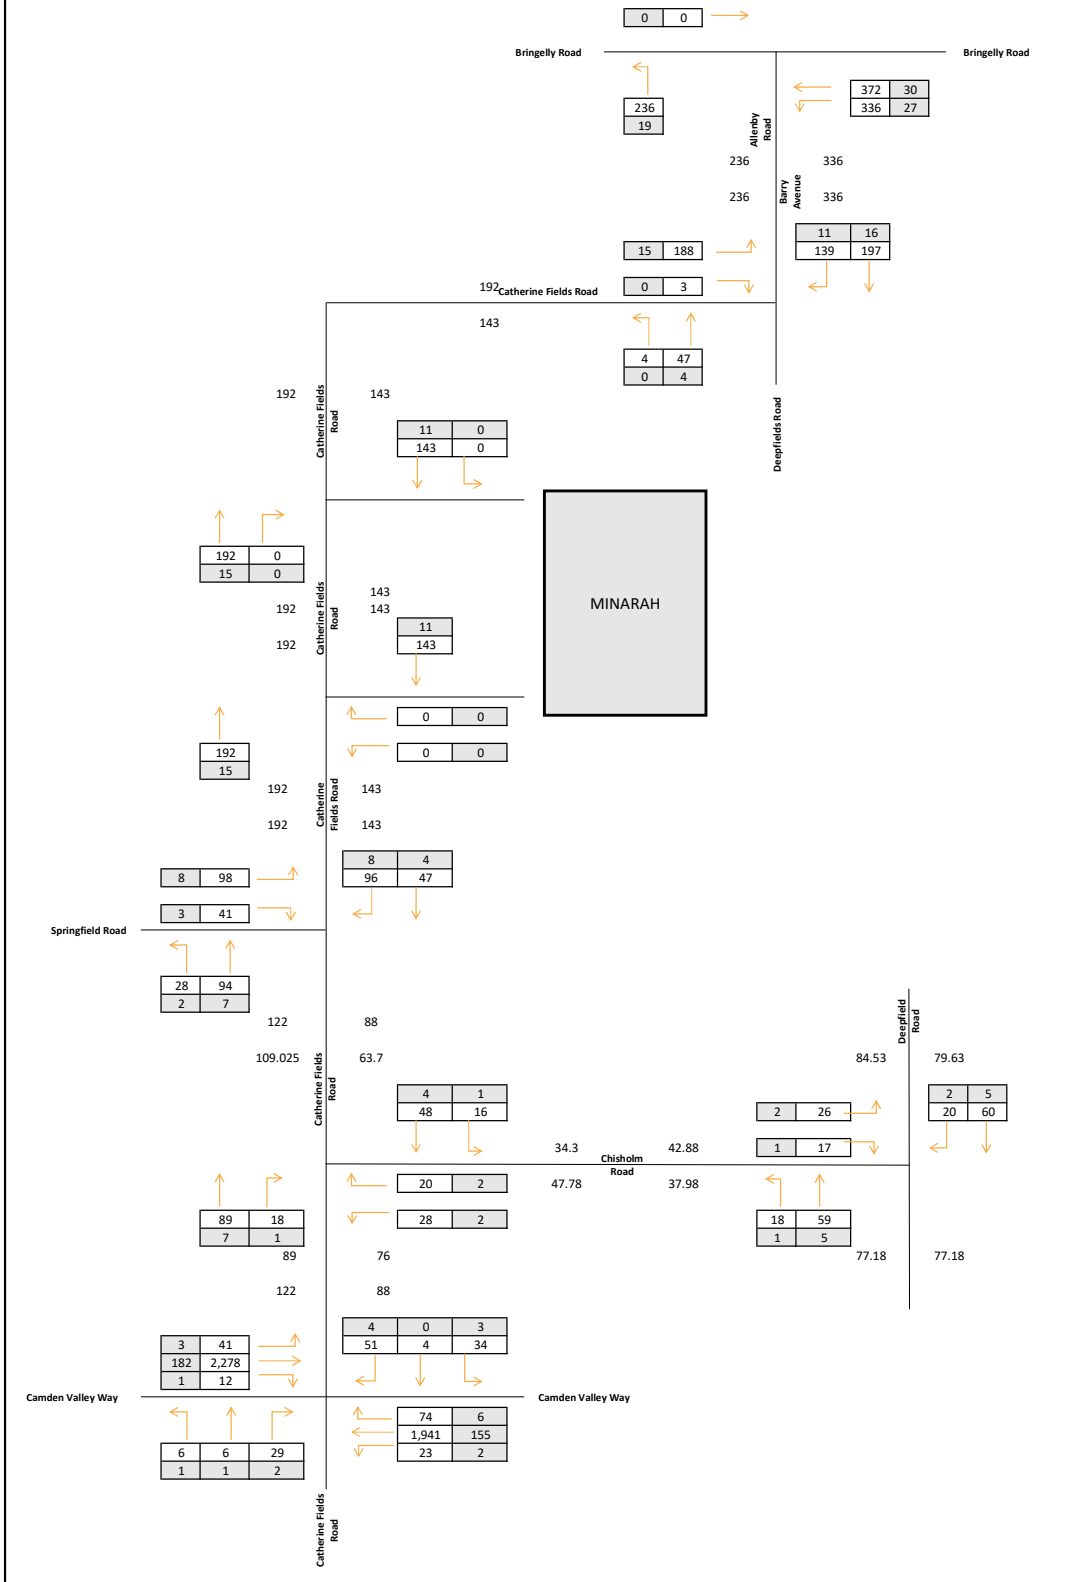 0 0
Bringelly Road Bringelly Road
236
19
372 30
336 27
Allenby
Road
236 336
Barry
Avenue
236 336
11 16
139 197
15 188
0 3
192
Catherine Fields Road
143
4 47
0 4
Deepfields Road
192 143
Catherine Fields
Road
11 0
143 0
192 0
15 0
MINARAH
143
192 143
Catherine Fields
Road
11
143
192
0 0
0 0
192
15
192 143
Catherine
Fields Road
192 143
8 4
96 47
8 98
3 41
Springfield Road
28 94
2 7
122 88
109.025 63.7
Catherine Fields
Road
Deepfield
Road
84.53 79.63
4 1
48 16
2 26
1 17
2 5
20 60
34.3 42.88
Chisholm
Road
47.78 37.98
20 2
28 2
89 18
7 1
18 59
1 5
89 76
77.18 77.18
122 88
4 0 3
51 4 34
3 41
182 2,278
1 12
Camden Valley Way Camden Valley Way
74 6
1,941 155
23 2
6 6 29
1 1 2
Catherine Fields
Road